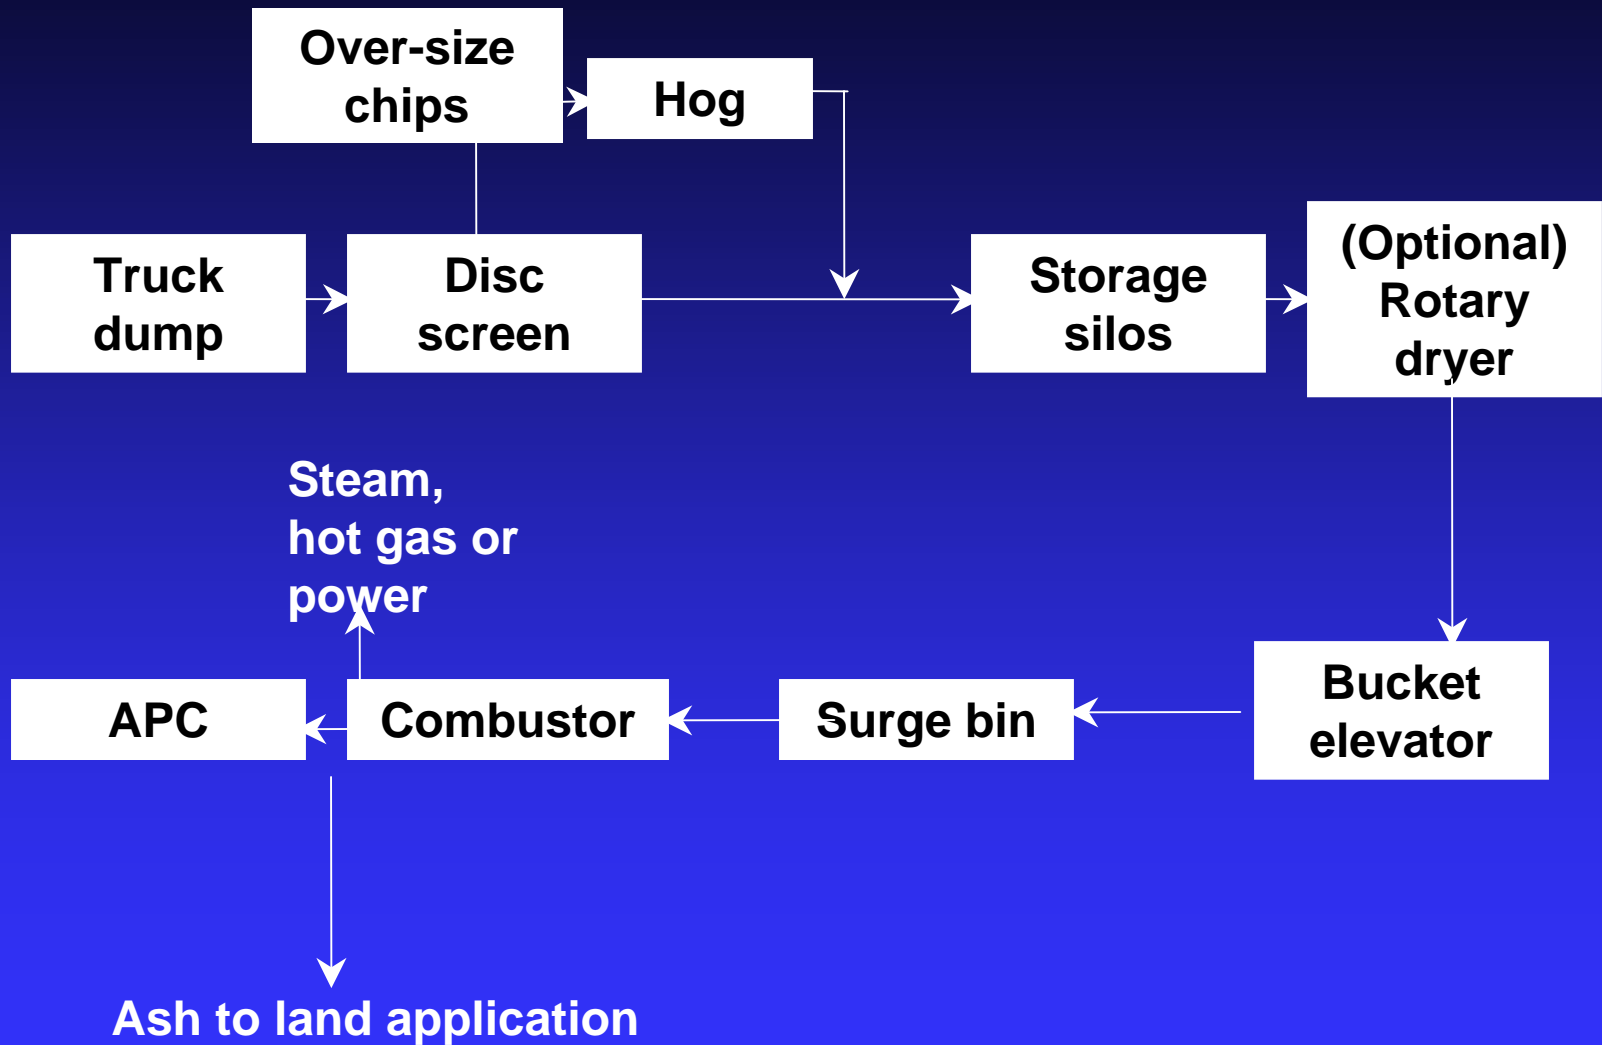 Over-size
chips
Hog
Truck
dump
Disc
screen
Storage
silos
(Optional)
Rotary
dryer
Steam,
hot gas or
power
APC
Combustor
Surge bin
Bucket
elevator
Ash to land application